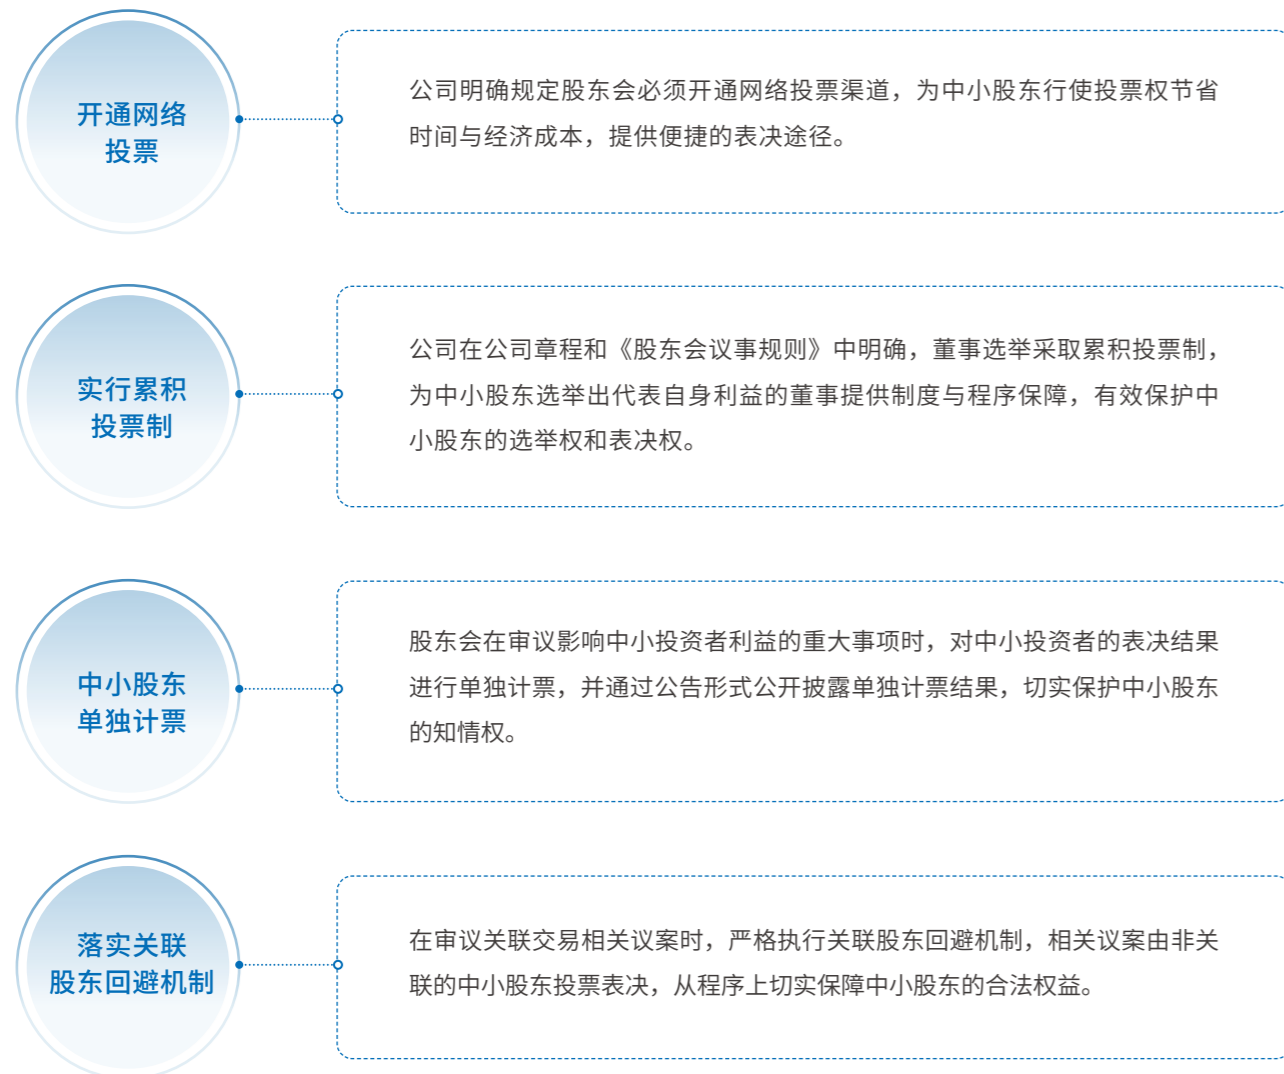 开通网络
投票
公司明确规定股东会必须开通网络投票渠道，为中小股东行使投票权节省
时间与经济成本，提供便捷的表决途径。
实行累积
投票制
公司在公司章程和《股东会议事规则》中明确，董事选举采取累积投票制，
为中小股东选举出代表自身利益的董事提供制度与程序保障，有效保护中
小股东的选举权和表决权。
中小股东
单独计票
股东会在审议影响中小投资者利益的重大事项时，对中小投资者的表决结果
进行单独计票，并通过公告形式公开披露单独计票结果，切实保护中小股东
的知情权。
落实关联
股东回避机制
在审议关联交易相关议案时，严格执行关联股东回避机制，相关议案由非关
联的中小股东投票表决，从程序上切实保障中小股东的合法权益。